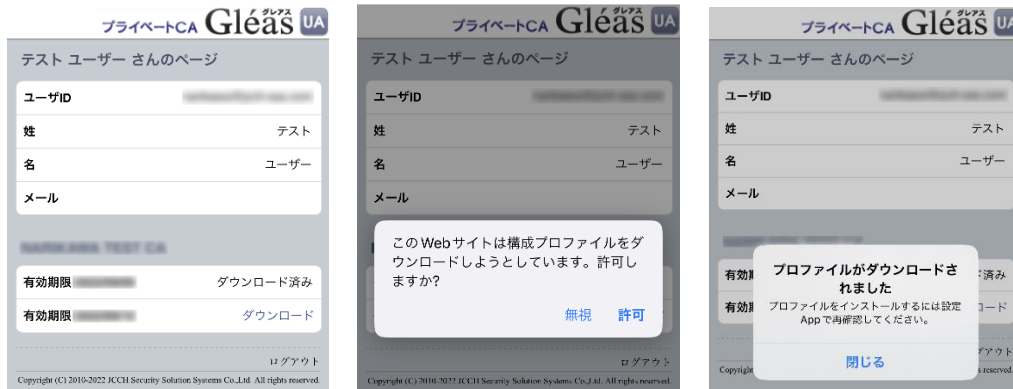 プライベートCA Gléas グレアス UA
テスト ユーザー さんのページ
ユーザID
姓 テスト
名 ユーザー
メール
有効期限 ダウンロード済み
有効期限 ダウンロード
ログアウト
Copyright (C) 2010-2022 JCCH Security Solution Systems Co.,Ltd. All rights reserved.
プライベートCA Gléas グレアス UA
テスト ユーザー さんのページ
ユーザID
姓 テスト
名 ユーザー
メール
このWebサイトは構成プロファイルをダ
ウンロードしようとしています。許可し
ますか?
無視 許可
ログアウト
Copyright (C) 2010-2022 JCCH Security Solution Systems Co.,Ltd. All rights reserved.
プライベートCA Gléas グレアス UA
テスト ユーザー さんのページ
ユーザID
姓 テスト
名 ユーザー
メール
プロファイルがダウンロードさ
れました
プロファイルをインストールするには設定
Appで再確認してください。
閉じる
有効 済み
有効 ード
アウト
Copyrigh s reserved.